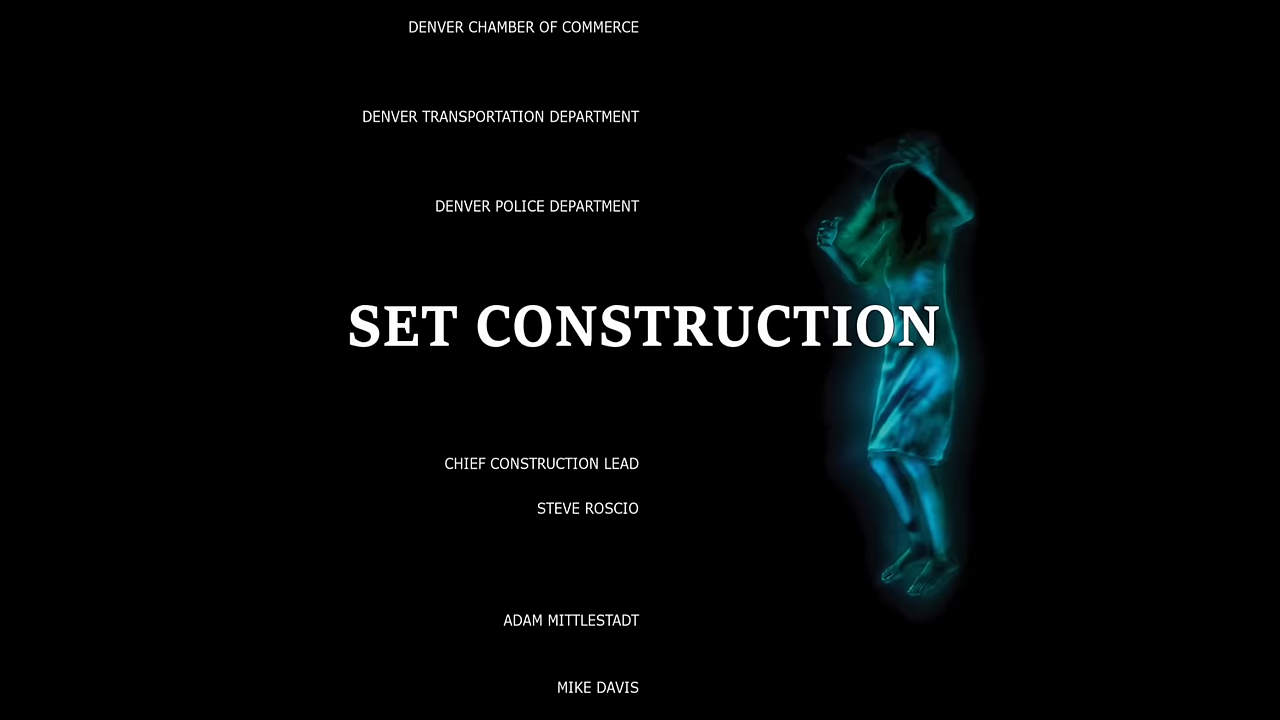 DENVER CHAMBER OF COMMERCE
DENVER TRANSPORTATION DEPARTMENT
DENVER POLICE DEPARTMENT
SET CONSTRUCTION
CHIEF CONSTRUCTION LEAD
STEVE ROSCIO
ADAM MITTLESTADT
MIKE DAVIS